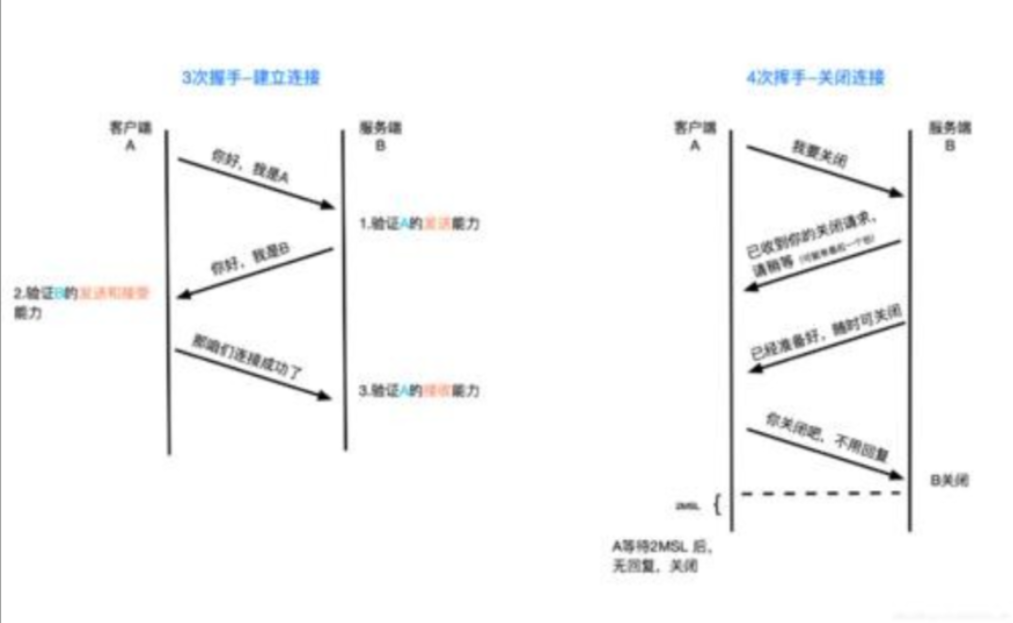 3次握手-建立连接
客户端
A
服务端
B
你好，我是A
1.验证A的发送能力
你好，我是B
2.验证B的发送和接受
能力
那咱们连接成功了
3.验证A的接收能力
4次挥手-关闭连接
客户端
A
服务端
B
我要关闭
已收到你的关闭请求，
请稍等
已经准备好，随时可关闭
你关闭吧，不用回复
B关闭
2MSL {
A等待2MSL 后，
无回复，关闭